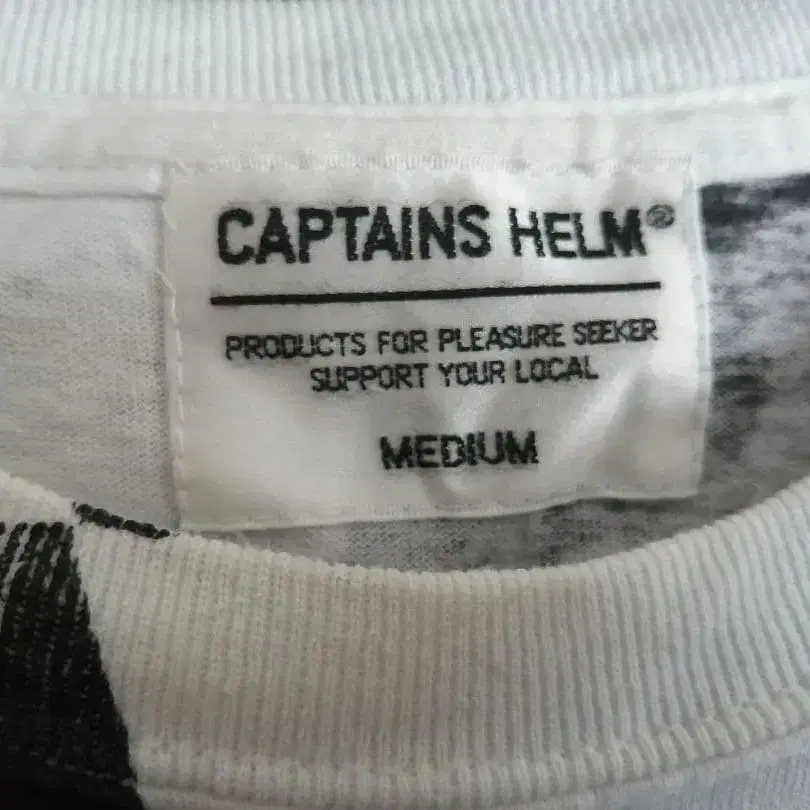 CAPTAINS HELM®
PRODUCTS FOR PLEASURE SEEKER
SUPPORT YOUR LOCAL
MEDIUM